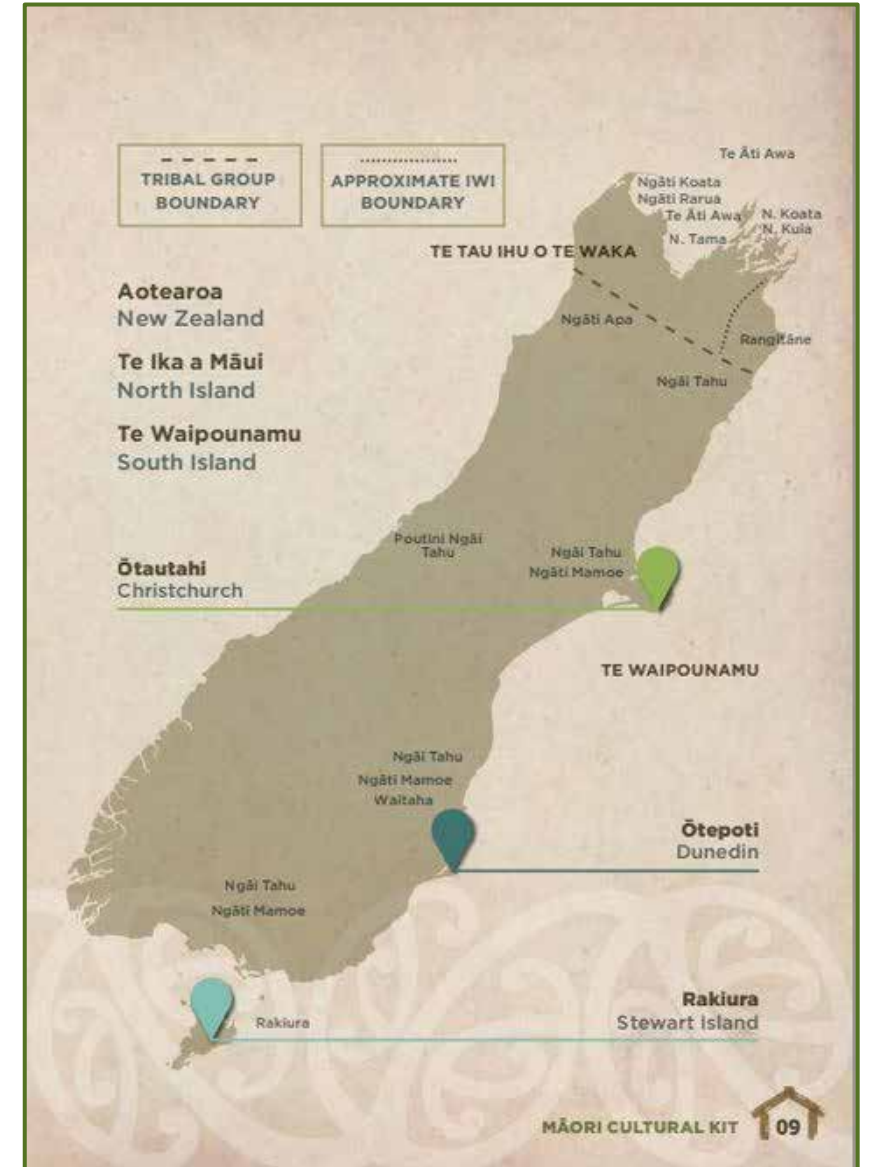 TRIBAL GROUP
BOUNDARY
APPROXIMATE IWI
BOUNDARY
Te Āti Awa
Ngāti Koata
Ngāti Rarua
Te Āti Awa
N. Koata
N. Kuia
N. Tama
TE TAU IHU O TE WAKA
Aotearoa
New Zealand
Te Ika a Māui
North Island
Te Waipounamu
South Island
Ngāti Apa
Rangitāne
Ngāi Tahu
Poutini Ngāi
Tahu
Ngāi Tahu
Ngāti Mamoe
Ōtautahi
Christchurch
TE WAIPOUNAMU
Ngāi Tahu
Ngāti Mamoe
Waitaha
Ōtepoti
Dunedin
Ngāi Tahu
Ngāti Mamoe
Rakiura
Rakiura
Stewart Island
MĀORI CULTURAL KIT 09